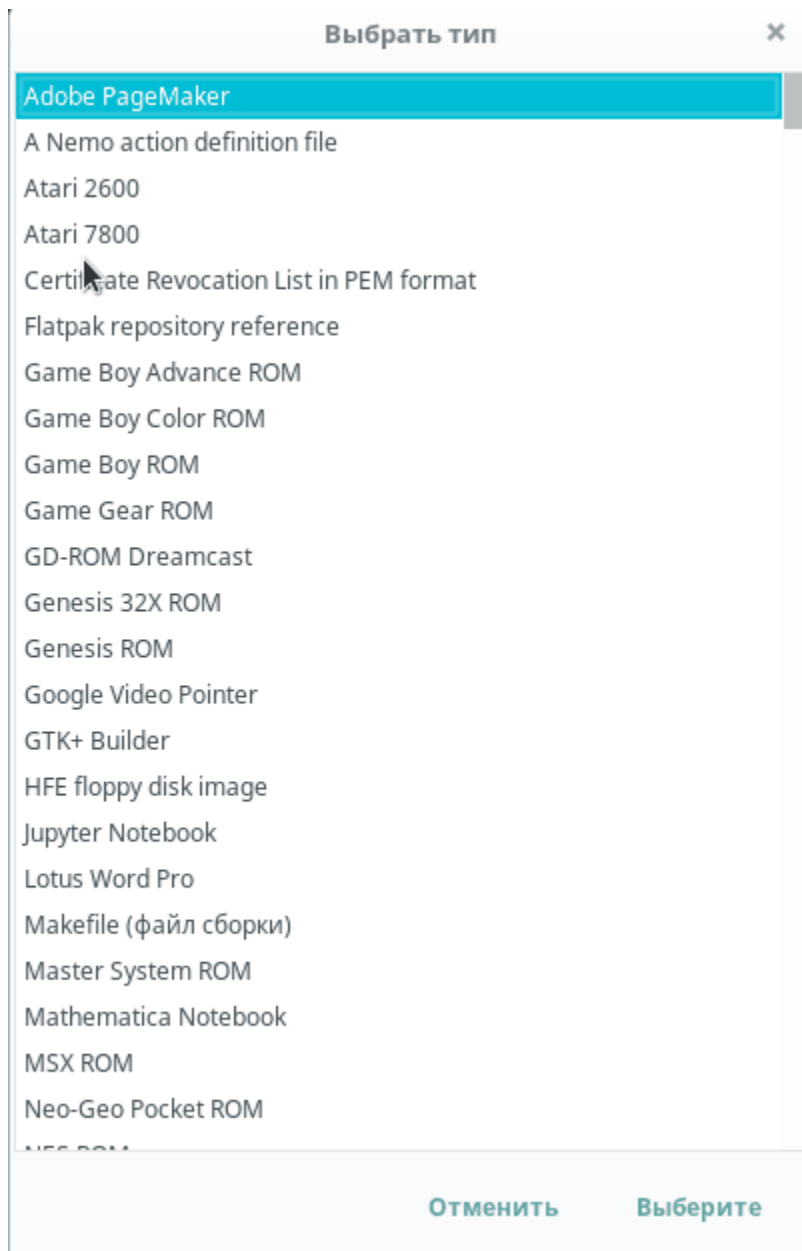 Выбрать тип
Adobe PageMaker
A Nemo action definition file
Atari 2600
Atari 7800
Certificate Revocation List in PEM format
Flatpak repository reference
Game Boy Advance ROM
Game Boy Color ROM
Game Boy ROM
Game Gear ROM
GD-ROM Dreamcast
Genesis 32X ROM
Genesis ROM
Google Video Pointer
GTK+ Builder
HFE floppy disk image
Jupyter Notebook
Lotus Word Pro
Makefile (файл сборки)
Master System ROM
Mathematica Notebook
MSX ROM
Neo-Geo Pocket ROM
NES ROM
Отменить
Выберите